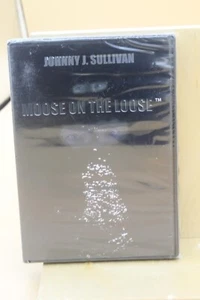 JOHNNY J. SULLIVAN
MOOSE ON THE LOOSE™